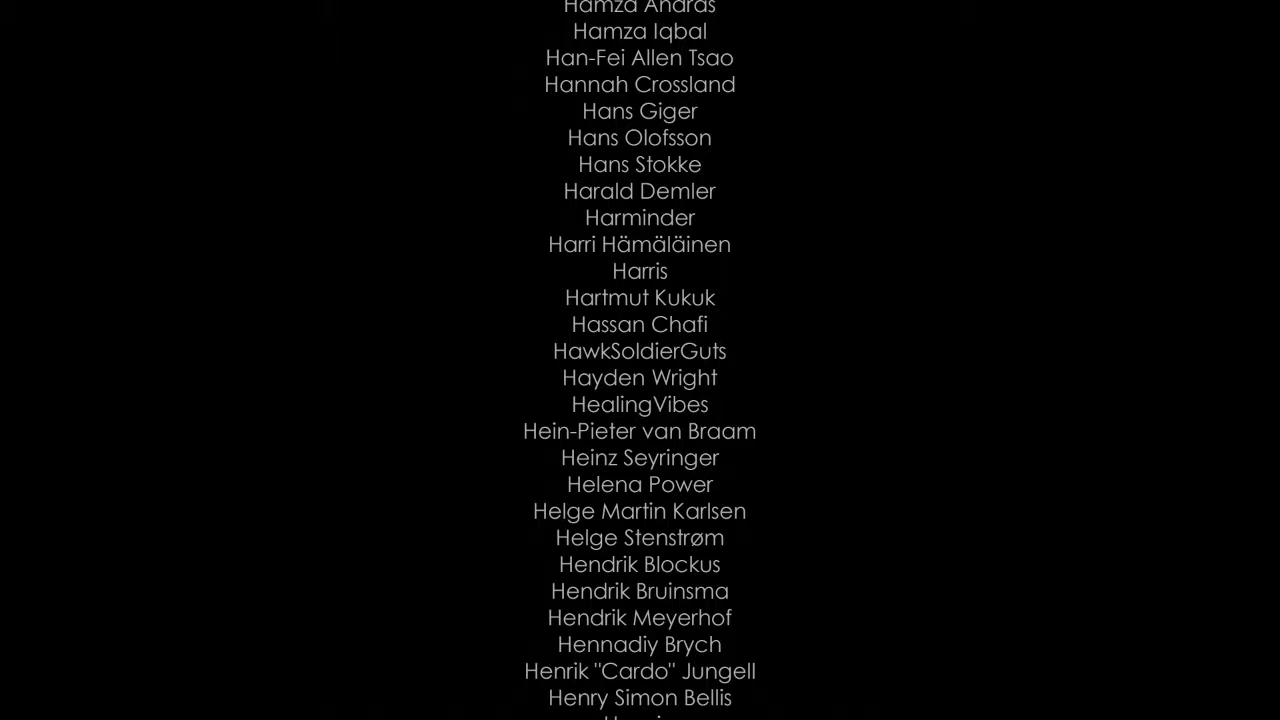 Hamza Andras
Hamza Iqbal
Han-Fei Allen Tsao
Hannah Crossland
Hans Giger
Hans Olofsson
Hans Stokke
Harald Demler
Harminder
Harri Hämäläinen
Harris
Hartmut Kukuk
Hassan Chafi
HawkSoldierGuts
Hayden Wright
HealingVibes
Hein-Pieter van Braam
Heinz Seyringer
Helena Power
Helge Martin Karlsen
Helge Stenstrøm
Hendrik Blockus
Hendrik Bruinsma
Hendrik Meyerhof
Hennadiy Brych
Henrik "Cardo" Jungell
Henry Simon Bellis